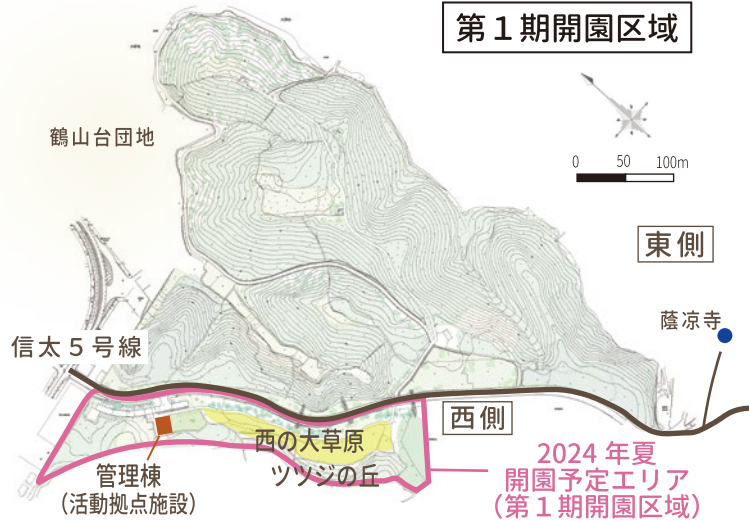 第１期開園区域
鶴山台団地
0 50 100m
東側
蔭凉寺
信太５号線
西側
西の大草原
ツツジの丘
管理棟
（活動拠点施設）
2024 年夏
開園予定エリア
（第１期開園区域）